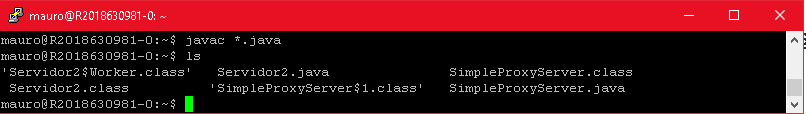 mauro@R2018630981-0: ~
mauro@R2018630981-0:~$ javac *.java
mauro@R2018630981-0:~$ ls
'Servidor2$Worker.class'   Servidor2.java               SimpleProxyServer.class
 Servidor2.class          'SimpleProxyServer$1.class'   SimpleProxyServer.java
mauro@R2018630981-0:~$